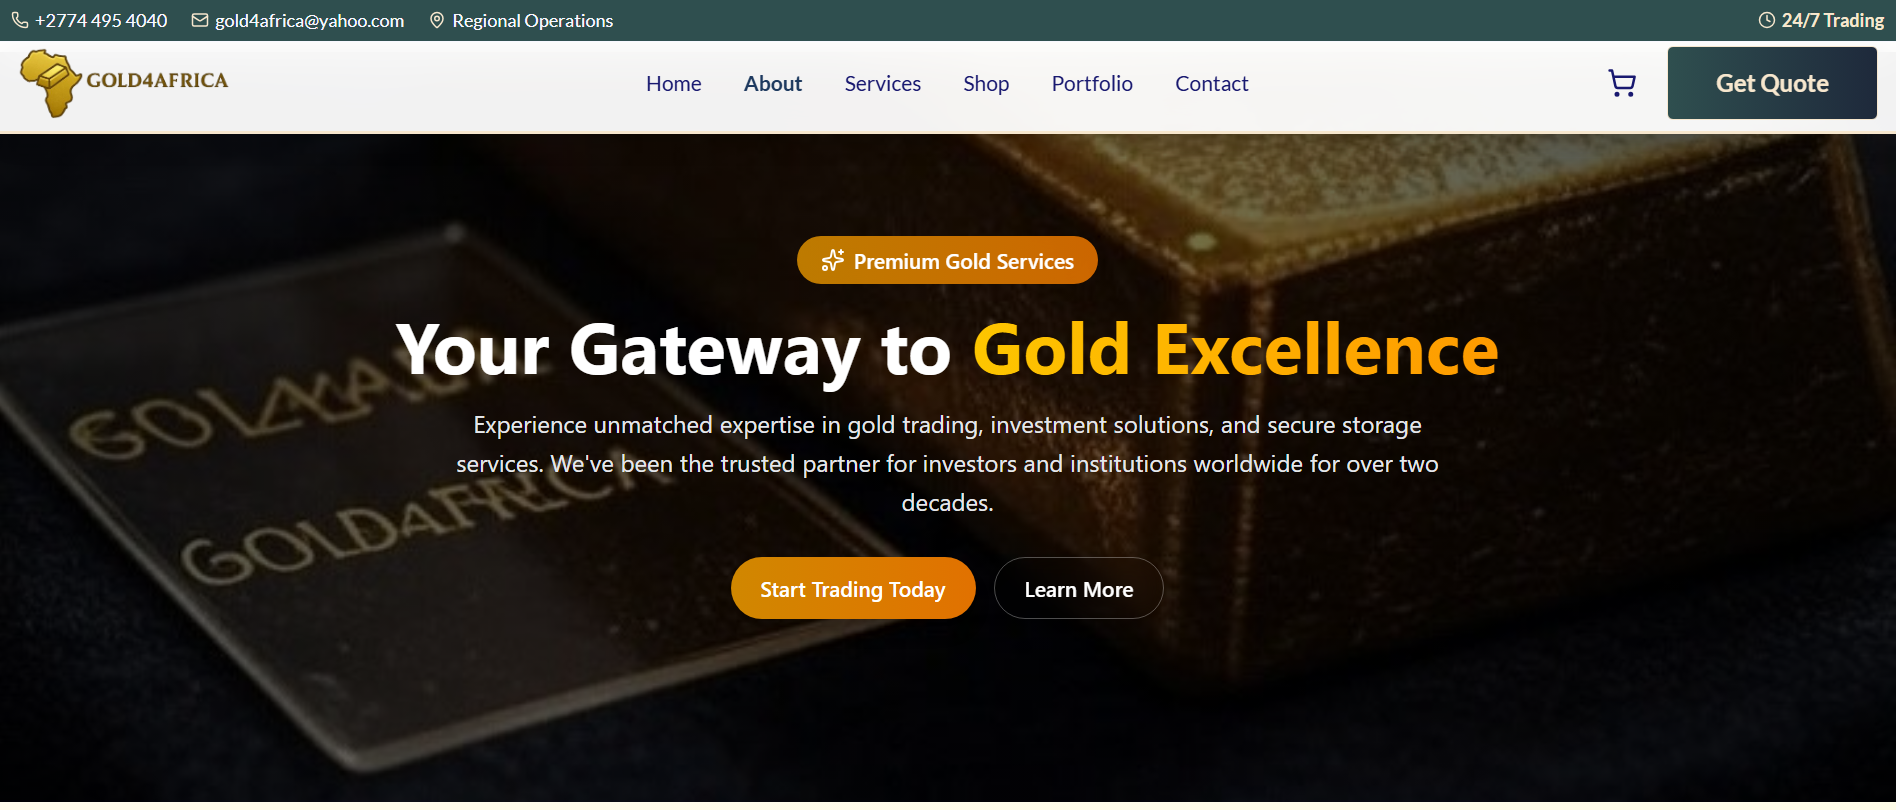 +2774 495 4040 gold4africa@yahoo.com Regional Operations 24/7 Trading
GOLD4AFRICA Home About Services Shop Portfolio Contact Get Quote
Premium Gold Services
Your Gateway to Gold Excellence
Experience unmatched expertise in gold trading, investment solutions, and secure storage
services. We've been the trusted partner for investors and institutions worldwide for over two
decades.
Start Trading Today Learn More
GOLD4AFRICA